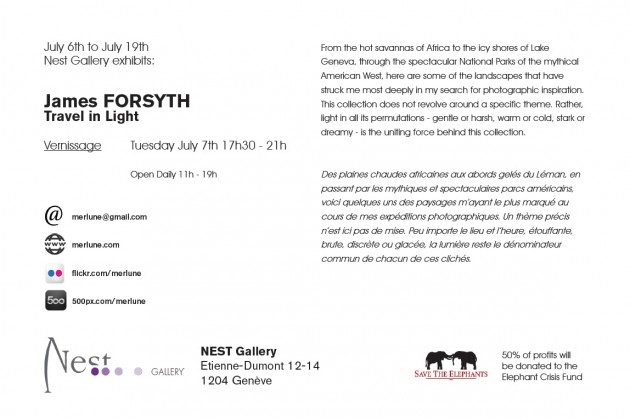 July 6th to July 19th
Nest Gallery exhibits:
James FORSYTH
Travel in Light
Vernissage Tuesday July 7th 17h30 - 21h
Open Daily 11h - 19h
@ merlune@gmail.com
www merlune.com
flickr.com/merlune
500 500px.com/merlune
From the hot savannas of Africa to the icy shores of Lake
Geneva, through the spectacular National Parks of the mythical
American West, here are some of the landscapes that have
struck me most deeply in my search for photographic inspiration.
This collection does not revolve around a specific theme. Rather,
light in all its permutations - gentle or harsh, warm or cold, stark or
dreamy - is the uniting force behind this collection.
Des plaines chaudes africaines aux abords gelés du Léman, en
passant par les mythiques et spectaculaires parcs américains,
voici quelques uns des paysages m'ayant le plus marqué au
cours de mes expéditions photographiques. Un thème précis
n'est ici pas de mise. Peu importe le lieu et l'heure, étouffante,
brute, discrète ou glacée, la lumière reste le dénominateur
commun de chacun de ces clichés.
Nest GALLERY
NEST Gallery
Etienne-Dumont 12-14
1204 Genève
SAVE THE ELEPHANTS
50% of profits will
be donated to the
Elephant Crisis Fund